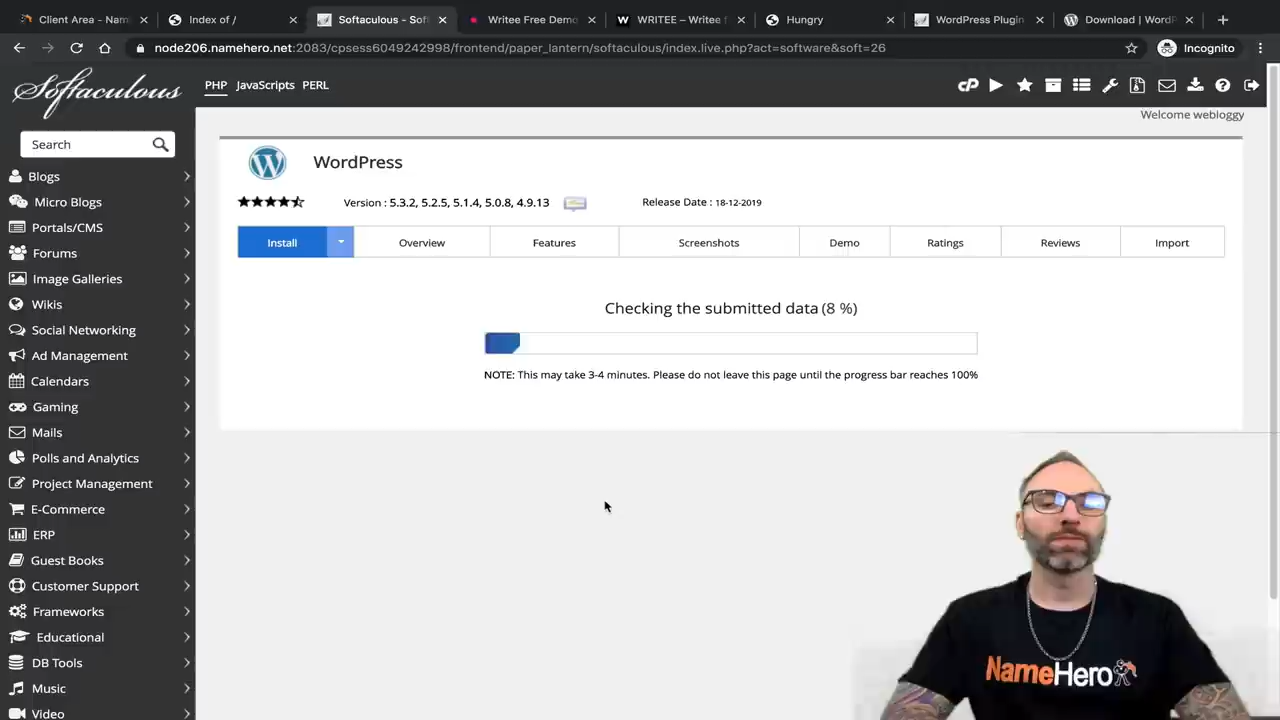 Client Area - Nam
Index of /
Softaculous - Sof
Writee Free Demo
WRITEE – Writee f
Hungry
WordPress Plugin
Download | WordP
node206.namehero.net:2083/cpsess6049242998/frontend/paper_lantern/softaculous/index.live.php?act=software&soft=26
Incognito
Softaculous
PHP JavaScripts PERL
Welcome webloggy
Search
Blogs
Micro Blogs
Portals/CMS
Forums
Image Galleries
Wikis
Social Networking
Ad Management
Calendars
Gaming
Mails
Polls and Analytics
Project Management
E-Commerce
ERP
Guest Books
Customer Support
Frameworks
Educational
DB Tools
Music
Video
WordPress
Version : 5.3.2, 5.2.5, 5.1.4, 5.0.8, 4.9.13
Release Date : 18-12-2019
Install
Overview
Features
Screenshots
Demo
Ratings
Reviews
Import
Checking the submitted data (8 %)
NOTE: This may take 3-4 minutes. Please do not leave this page until the progress bar reaches 100%
NameHero